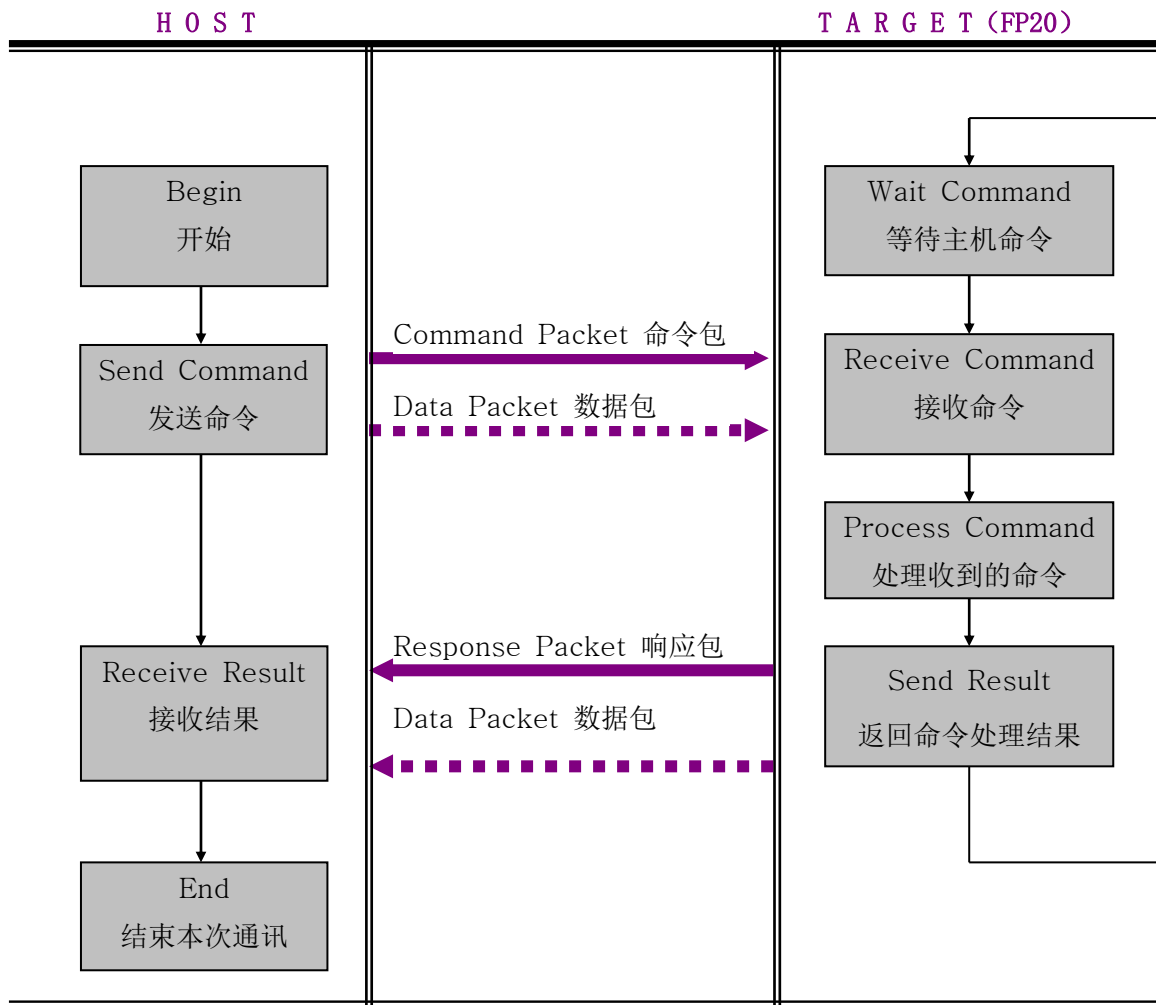 H O S T
T A R G E T (FP20)
Begin
开始
Send Command
发送命令
Receive Result
接收结果
End
结束本次通讯
Command Packet 命令包
Data Packet 数据包
Response Packet 响应包
Data Packet 数据包
Wait Command
等待主机命令
Receive Command
接收命令
Process Command
处理收到的命令
Send Result
返回命令处理结果